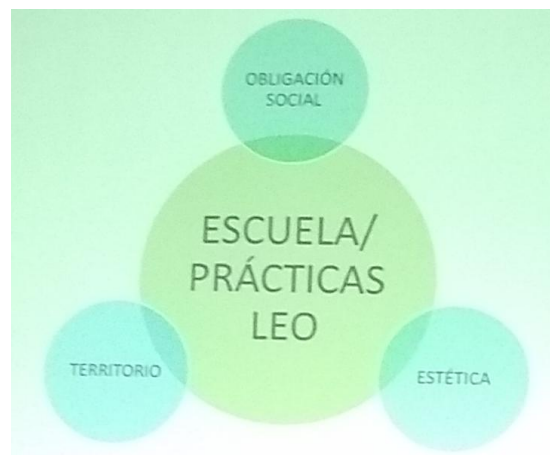 OBLIGACIÓN
SOCIAL
ESCUELA/
PRÁCTICAS
LEO
TERRITORIO
ESTÉTICA